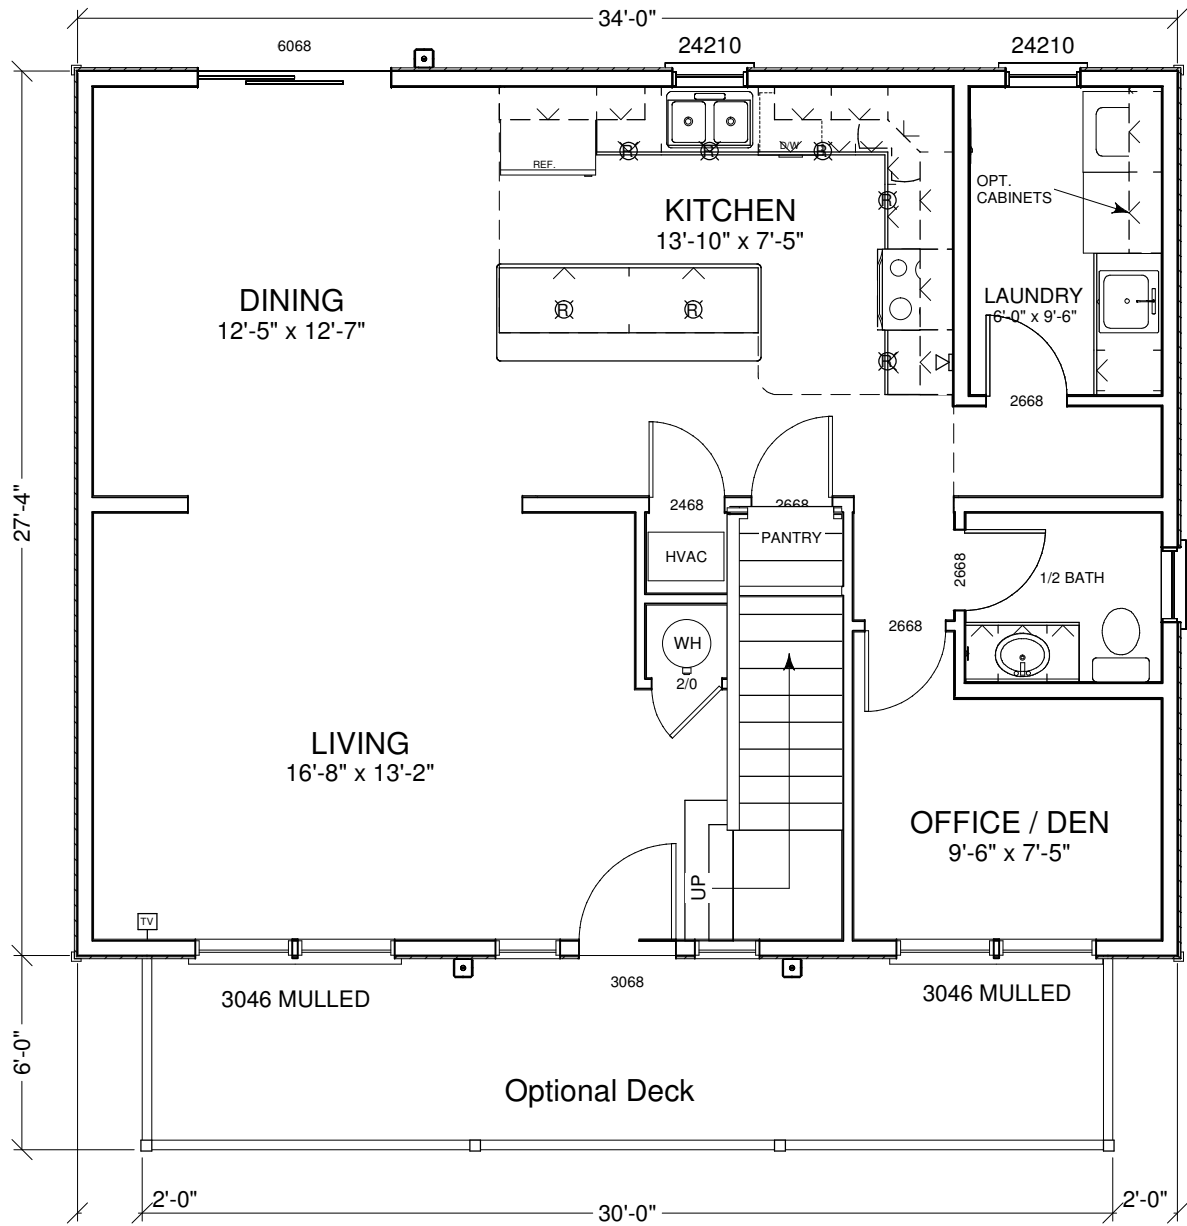 34'-0"
6068
24210
24210
REF.
D/W
R
R
R
KITCHEN
13'-10" x 7'-5"
R
OPT.
CABINETS
DINING
12'-5" x 12'-7"
R
R
LAUNDRY
6'-0" x 9'-6"
R
2668
27'-4"
2468
2668
PANTRY
HVAC
2668
1/2 BATH
2668
WH
2/0
LIVING
16'-8" x 13'-2"
OFFICE / DEN
9'-6" x 7'-5"
UP
TV
3068
3046 MULLED
3046 MULLED
6'-0"
Optional Deck
2'-0"
30'-0"
2'-0"